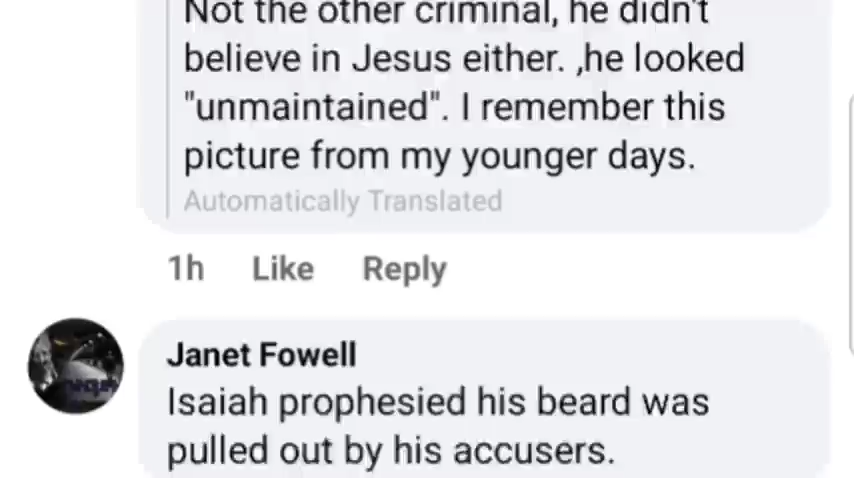 Not the other criminal, he didn't
believe in Jesus either. ,he looked
"unmaintained". I remember this
picture from my younger days.
Automatically Translated
1h Like Reply
Janet Fowell
Isaiah prophesied his beard was
pulled out by his accusers.